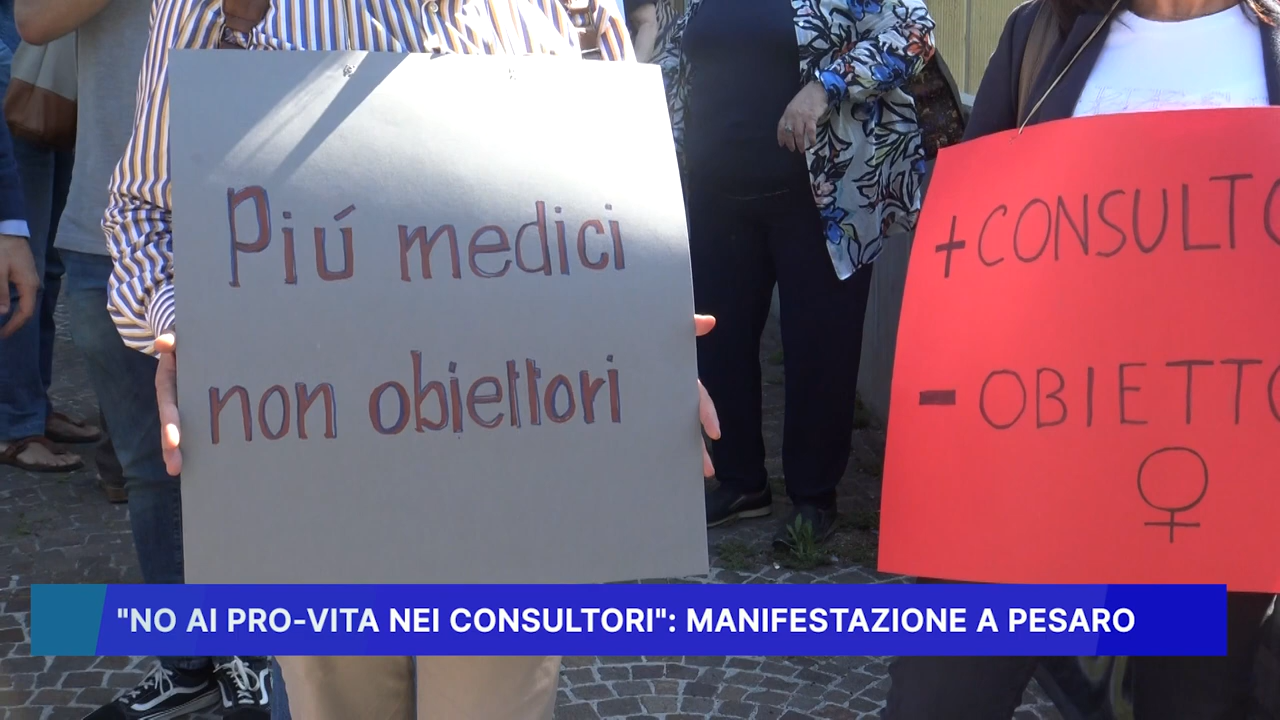 Piú medici
non obiettori
+CONSULTO
- OBIETTO
"NO AI PRO-VITA NEI CONSULTORI": MANIFESTAZIONE A PESARO